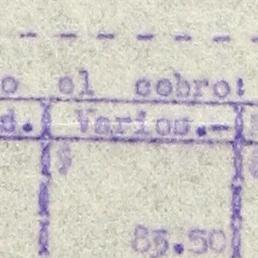 o el cobro:
d. Varios.-
$
85.50